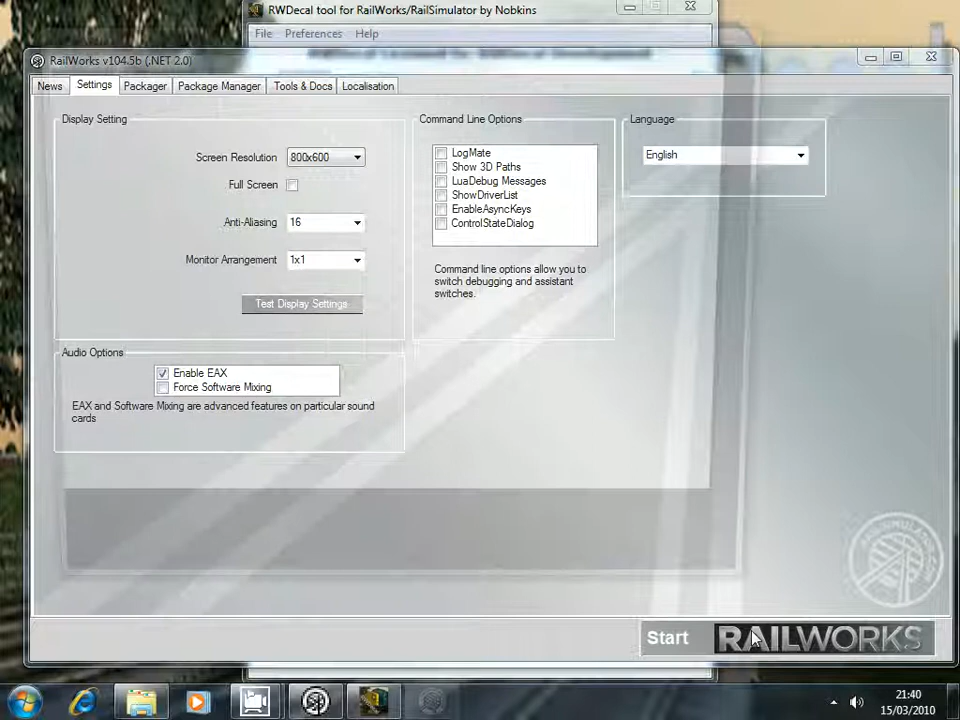 RWDecal tool for RailWorks/RailSimulator by Nobkins
File Preferences Help
RailWorks v104.5b (.NET 2.0)
News Settings Packager Package Manager Tools & Docs Localisation
Display Setting
Screen Resolution 800x600
Full Screen
Anti-Aliasing 16
Monitor Arrangement 1x1
Test Display Settings
Command Line Options
LogMate
Show 3D Paths
LuaDebug Messages
ShowDriverList
EnableAsyncKeys
ControlStateDialog
Command line options allow you to
switch debugging and assistant
switches.
Language
English
Audio Options
Enable EAX
Force Software Mixing
EAX and Software Mixing are advanced features on particular sound
cards
Start RAILWORKS
21:40
15/03/2010